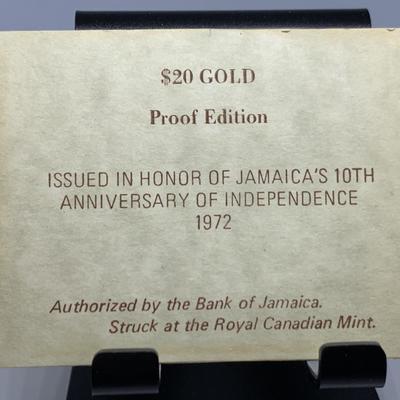 $20 GOLD
Proof Edition
ISSUED IN HONOR OF JAMAICA'S 10TH
ANNIVERSARY OF INDEPENDENCE
1972
Authorized by the Bank of Jamaica.
Struck at the Royal Canadian Mint.